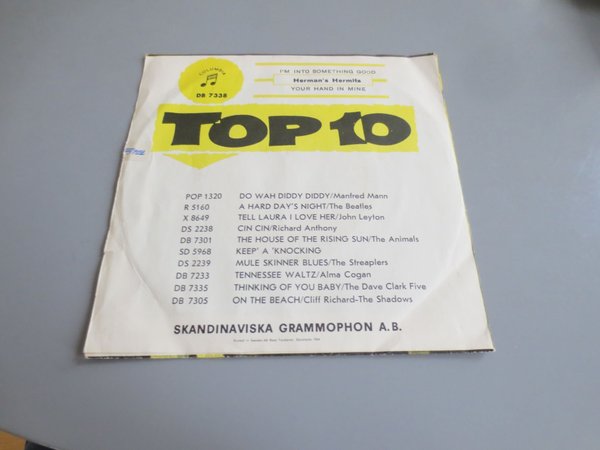 COLUMBIA
DB 7338
I'M INTO SOMETHING GOOD
Herman's Hermits
YOUR HAND IN MINE
TOP 10
POP 1320 DO WAH DIDDY DIDDY/Manfred Mann
R 5160 A HARD DAY'S NIGHT/The Beatles
X 8649 TELL LAURA I LOVE HER/John Leyton
DS 2238 CIN CIN/Richard Anthony
DB 7301 THE HOUSE OF THE RISING SUN/The Animals
SD 5968 KEEP' A 'KNOCKING
DS 2239 MULE SKINNER BLUES/The Streaplers
DB 7233 TENNESSEE WALTZ/Alma Cogan
DB 7335 THINKING OF YOU BABY/The Dave Clark Five
DB 7305 ON THE BEACH/Cliff Richard-The Shadows
SKANDINAVISKA GRAMMOPHON A.B.